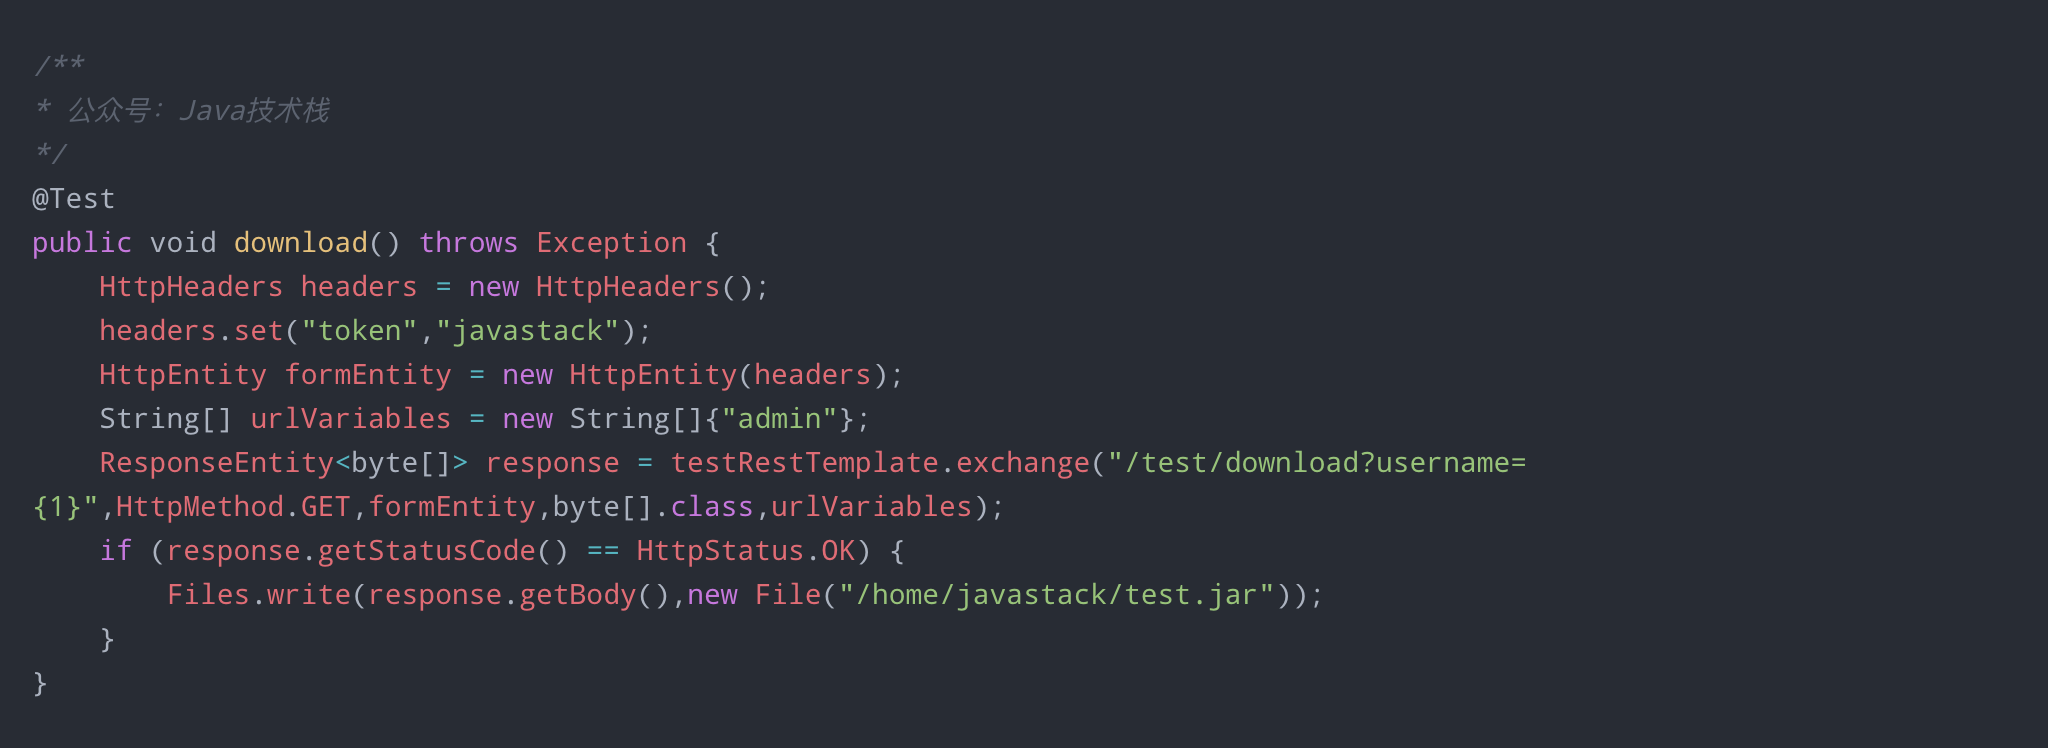 /**
* 公众号：Java技术栈
*/
@Test
public void download() throws Exception {
    HttpHeaders headers = new HttpHeaders();
    headers.set("token","javastack");
    HttpEntity formEntity = new HttpEntity(headers);
    String[] urlVariables = new String[]{"admin"};
    ResponseEntity<byte[]> response = testRestTemplate.exchange("/test/download?username=
{1}",HttpMethod.GET,formEntity,byte[].class,urlVariables);
    if (response.getStatusCode() == HttpStatus.OK) {
        Files.write(response.getBody(),new File("/home/javastack/test.jar"));
    }
}